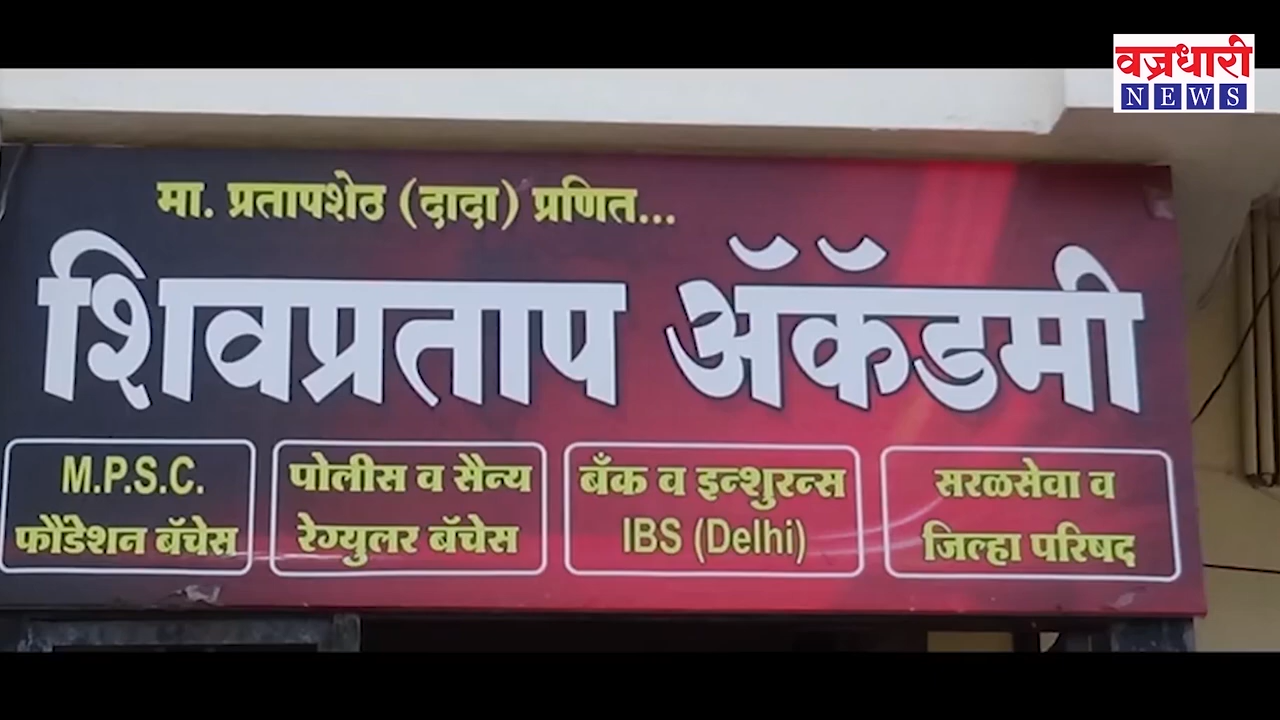 वज्रधारी
NEWS
मा. प्रतापशेठ (दादा) प्रणित...
शिवप्रताप ॲकॅडमी
M.P.S.C.
फौंडेशन बॅचेस
पोलीस व सैन्य
रेग्युलर बॅचेस
बँक व इन्शुरन्स
IBS (Delhi)
सरळसेवा व
जिल्हा परिषद